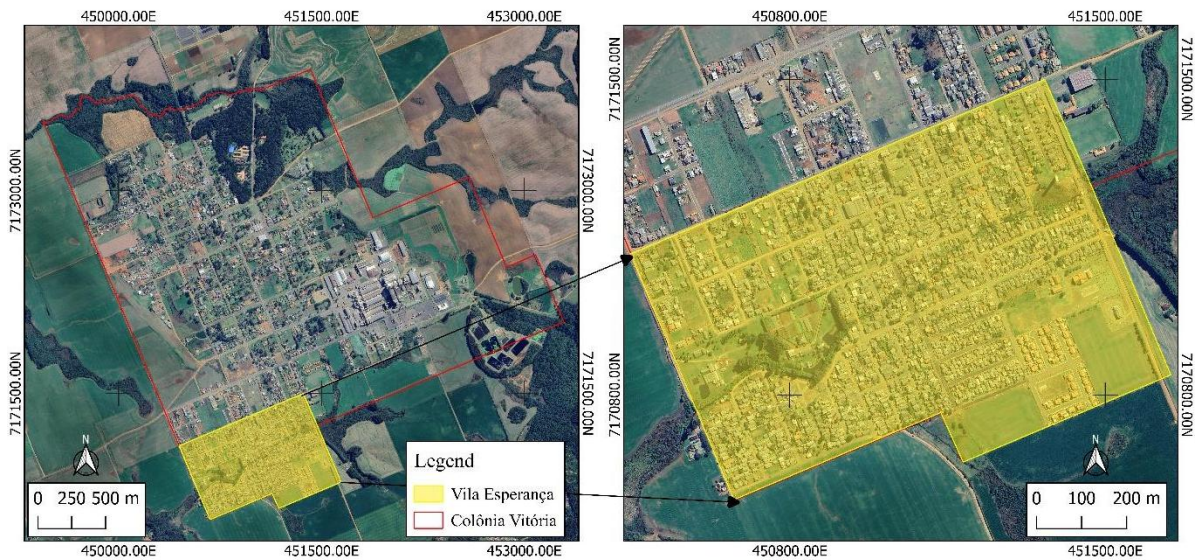 450000.00E 451500.00E 453000.00E
7173000.00N
7173000.00N
7171500.00N
7171500.00N
N
0 250 500 m
Legend
Vila Esperança
Colônia Vitória
450000.00E 451500.00E 453000.00E
450800.00E 451500.00E
7171500.00N
7171500.00N
7170800.00N
7170800.00N
N
0 100 200 m
450800.00E 451500.00E